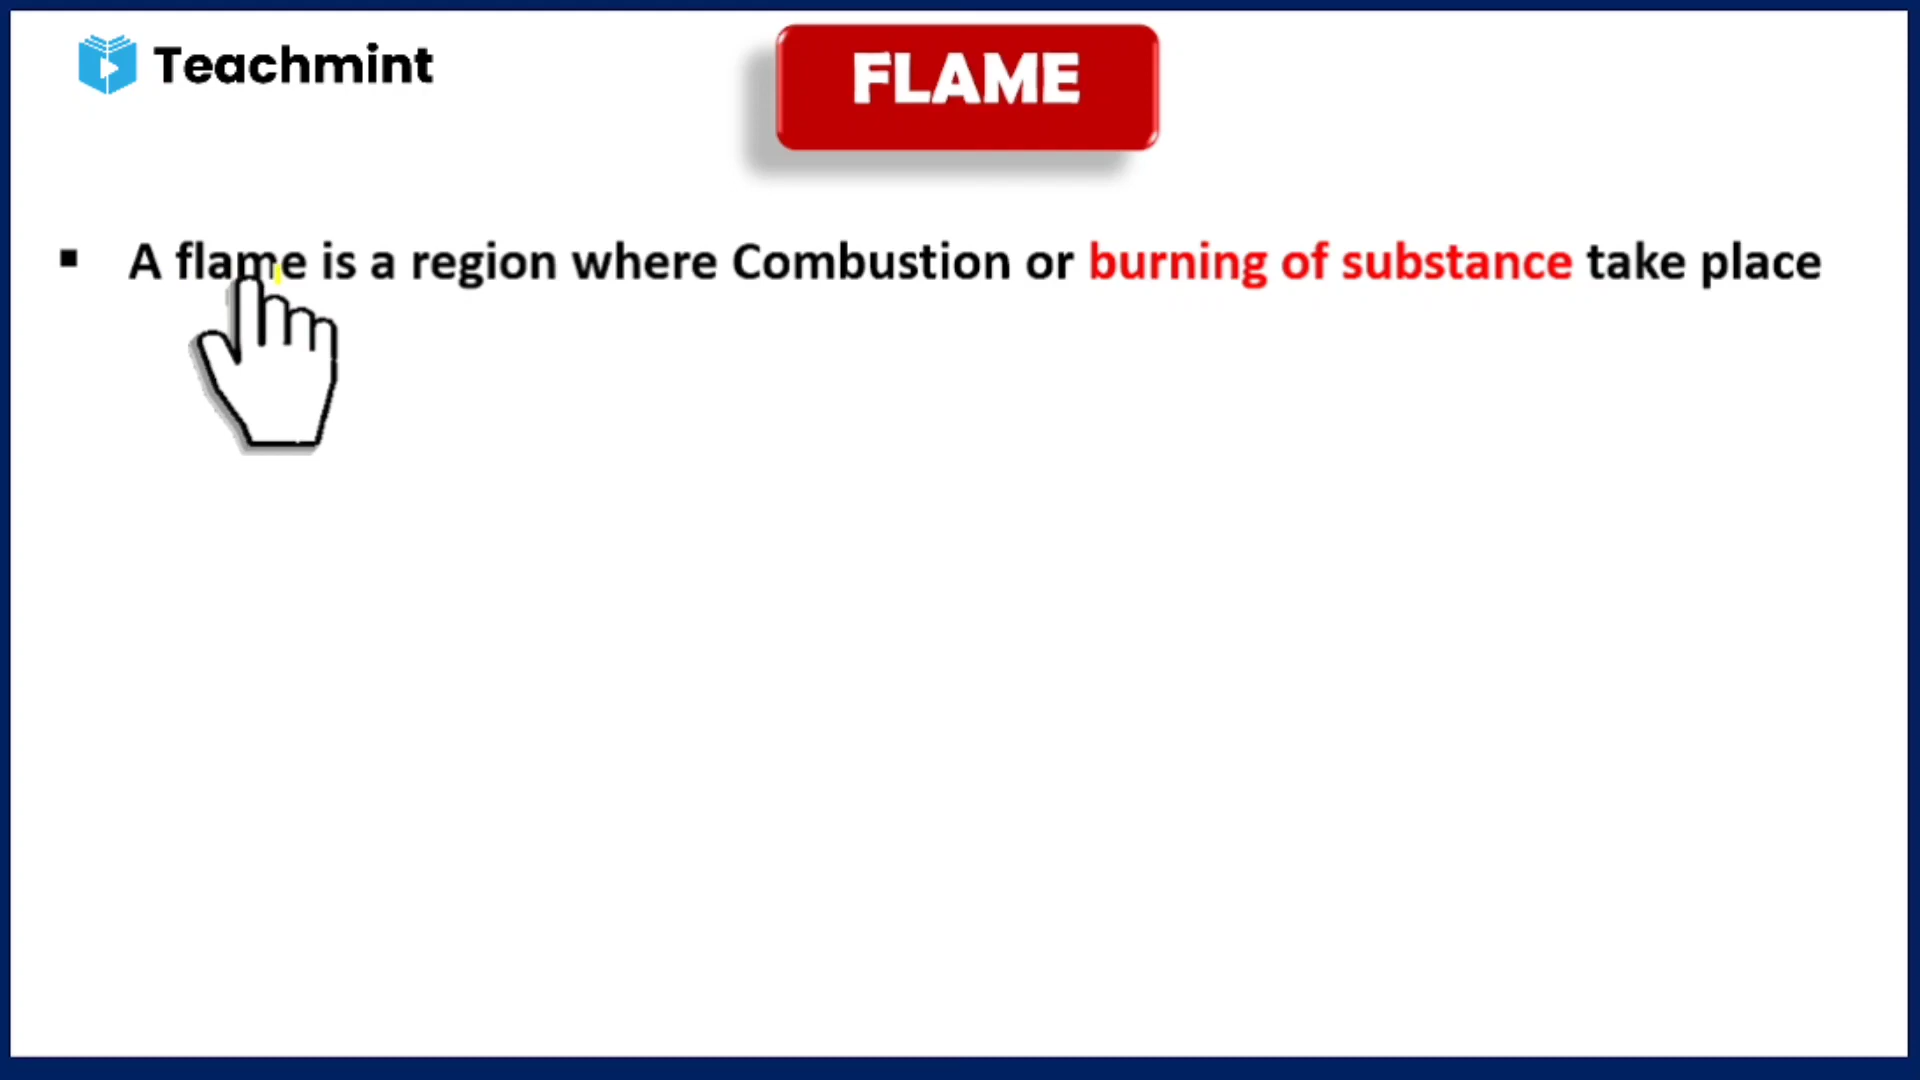 Teachmint
FLAME
▪ A flame is a region where Combustion or burning of substance take place